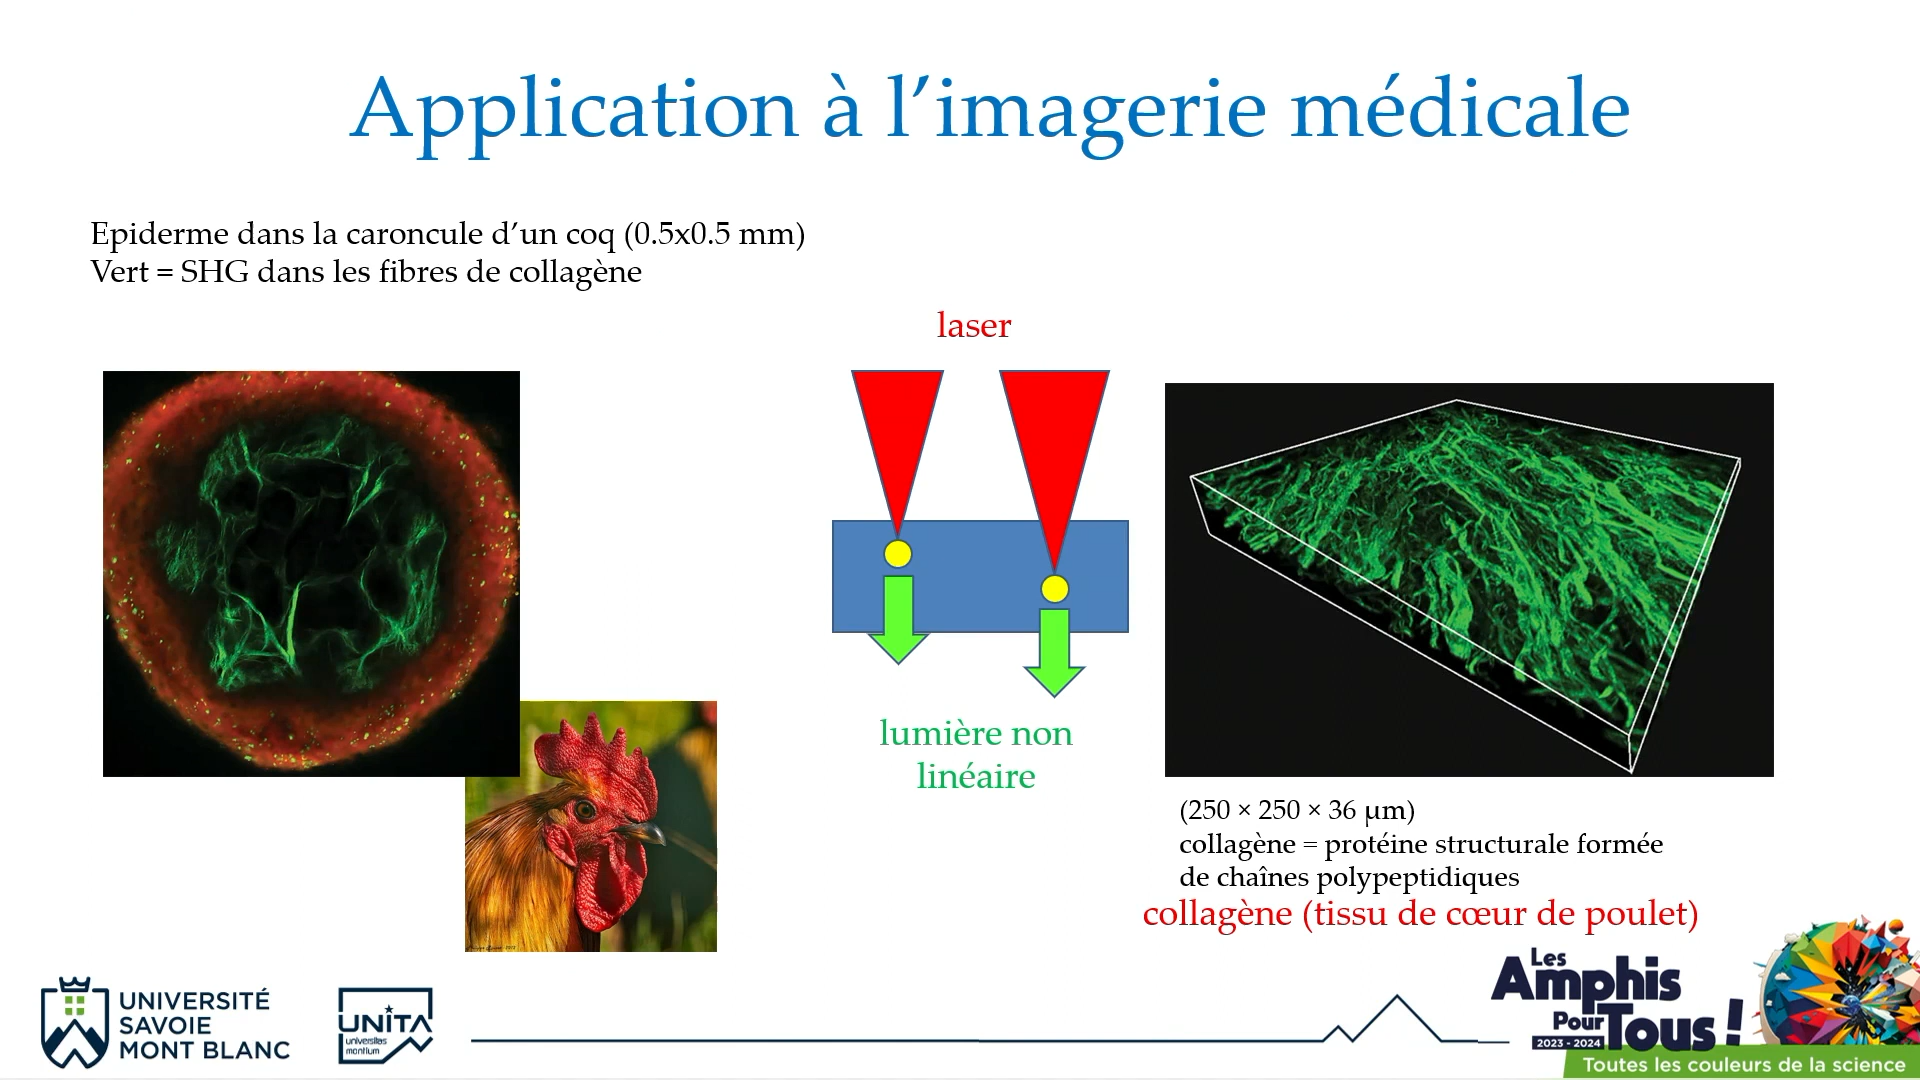 Application à l’imagerie médicale
Epiderme dans la caroncule d’un coq (0.5x0.5 mm)
Vert = SHG dans les fibres de collagène
laser
lumière non
linéaire
(250 × 250 × 36 µm)
collagène = protéine structurale formée
de chaînes polypeptidiques
collagène (tissu de cœur de poulet)
UNIVERSITÉ
SAVOIE
MONT BLANC
UNITA
universitas
montium
Les
Amphis
Pour
Tous !
2023 - 2024
Toutes les couleurs de la science